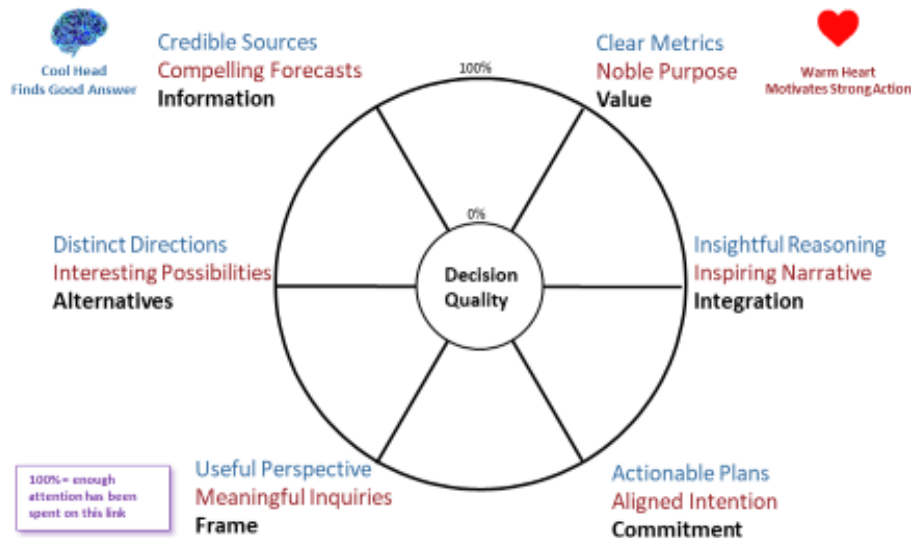 Cool Head
Finds Good Answer
Credible Sources
Compelling Forecasts
Information
100%
Clear Metrics
Noble Purpose
Value
Warm Heart
Motivates Strong Action
0%
Distinct Directions
Interesting Possibilities
Alternatives
Decision
Quality
Insightful Reasoning
Inspiring Narrative
Integration
100% = enough
attention has been
spent on this link
Useful Perspective
Meaningful Inquiries
Frame
Actionable Plans
Aligned Intention
Commitment